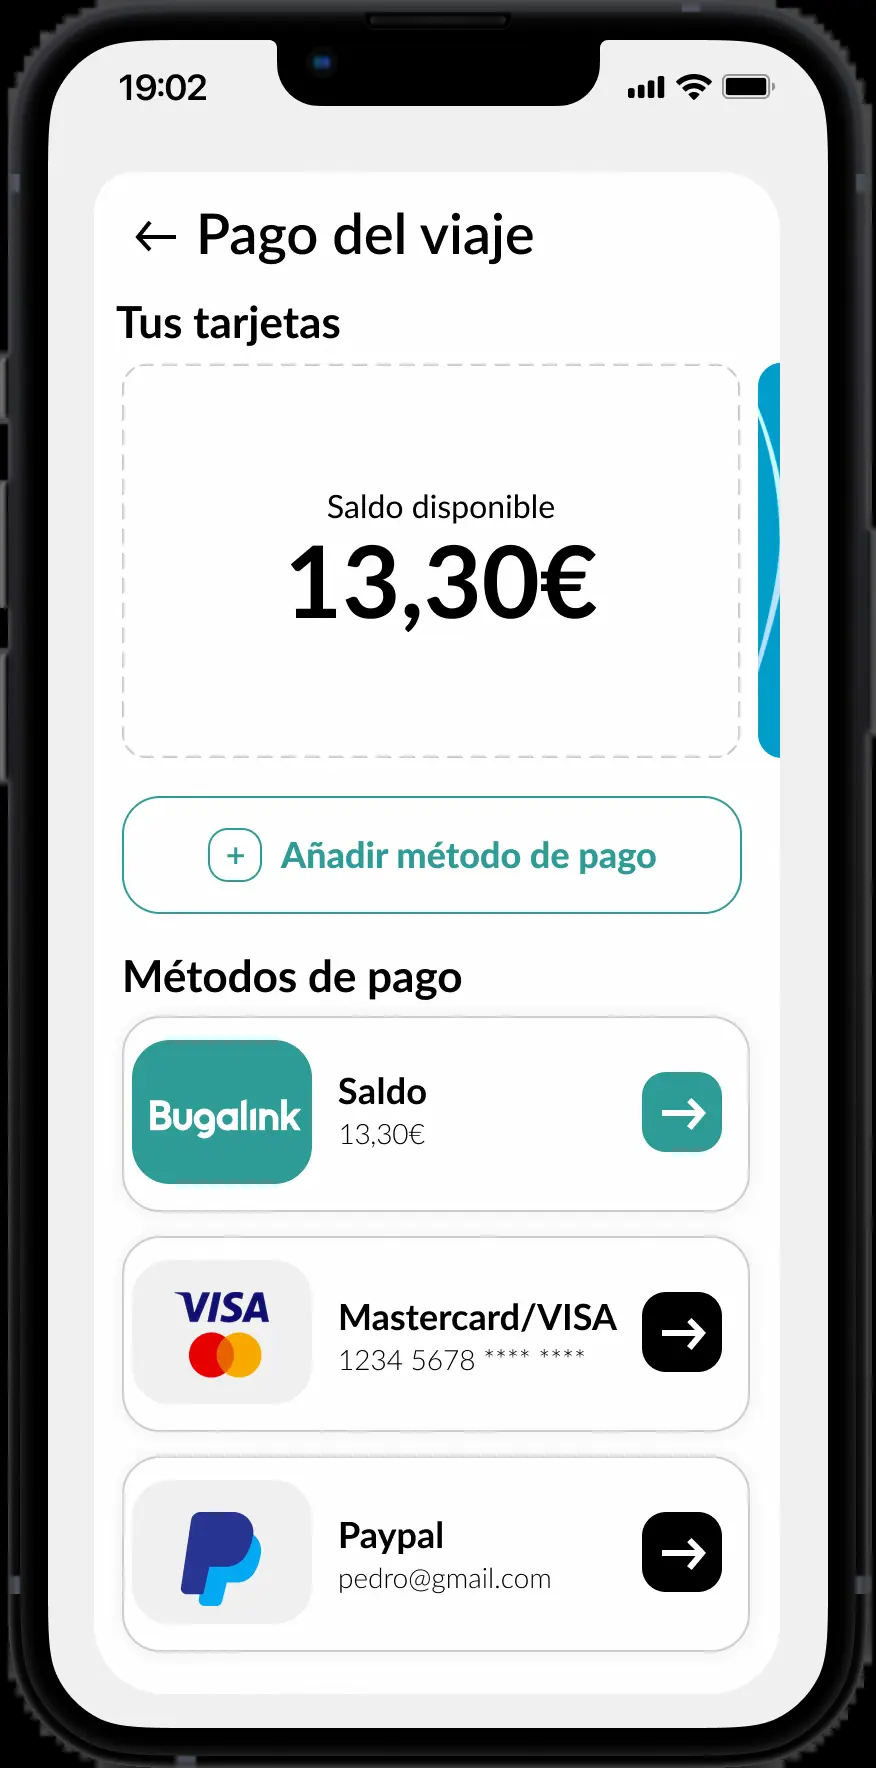 19:02
← Pago del viaje
Tus tarjetas
Saldo disponible
13,30€
+ Añadir método de pago
Métodos de pago
Bugalink
Saldo
13,30€
VISA
Mastercard/VISA
1234 5678 **** ****
Paypal
pedro@gmail.com